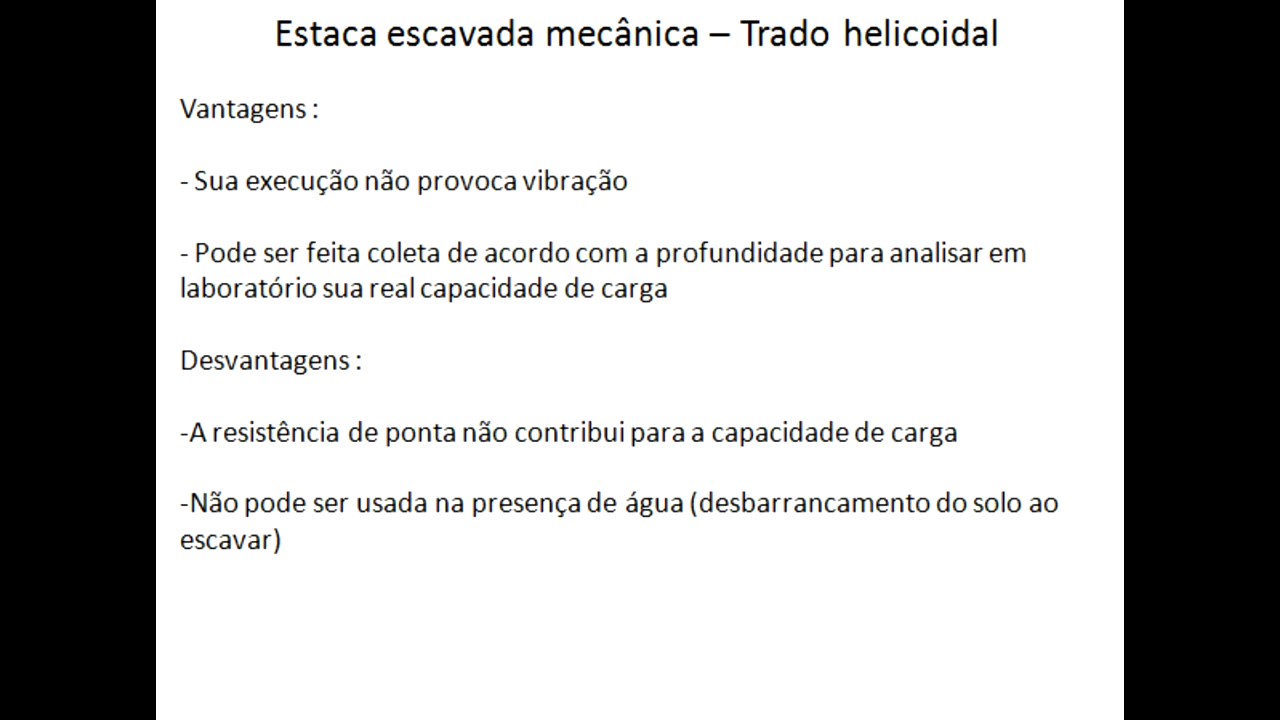 Estaca escavada mecânica – Trado helicoidal
Vantagens :
- Sua execução não provoca vibração
- Pode ser feita coleta de acordo com a profundidade para analisar em
laboratório sua real capacidade de carga
Desvantagens :
-A resistência de ponta não contribui para a capacidade de carga
-Não pode ser usada na presença de água (desbarrancamento do solo ao
escavar)